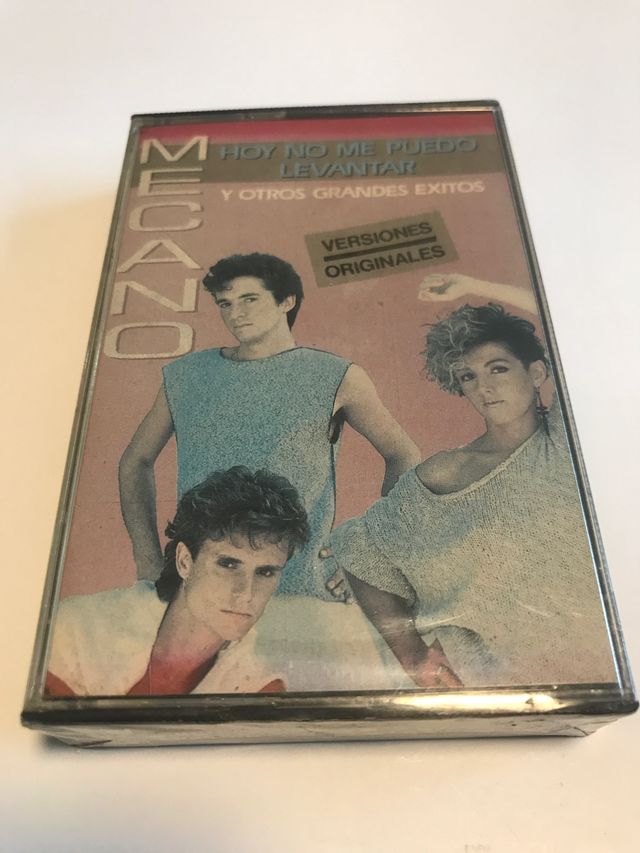 MECANO
HOY NO ME PUEDO
LEVANTAR
Y OTROS GRANDES EXITOS
VERSIONES
ORIGINALES